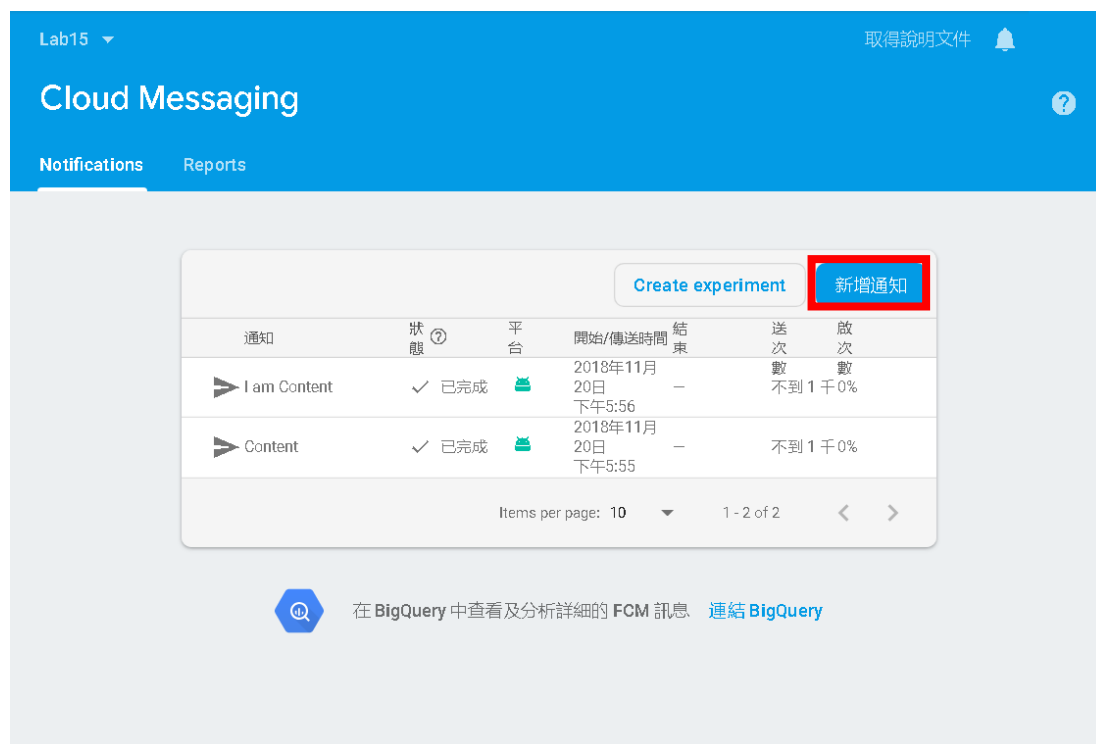 Lab15
取得說明文件
Cloud Messaging
Notifications
Reports
Create experiment
新增通知
通知
狀態
平台
開始/傳送時間
結束
送次數
啟次數
I am Content
已完成
2018年11月20日
下午5:56
–
不到 1 千
0%
Content
已完成
2018年11月20日
下午5:55
–
不到 1 千
0%
Items per page: 10
1 - 2 of 2
在 BigQuery 中查看及分析詳細的 FCM 訊息
連結 BigQuery